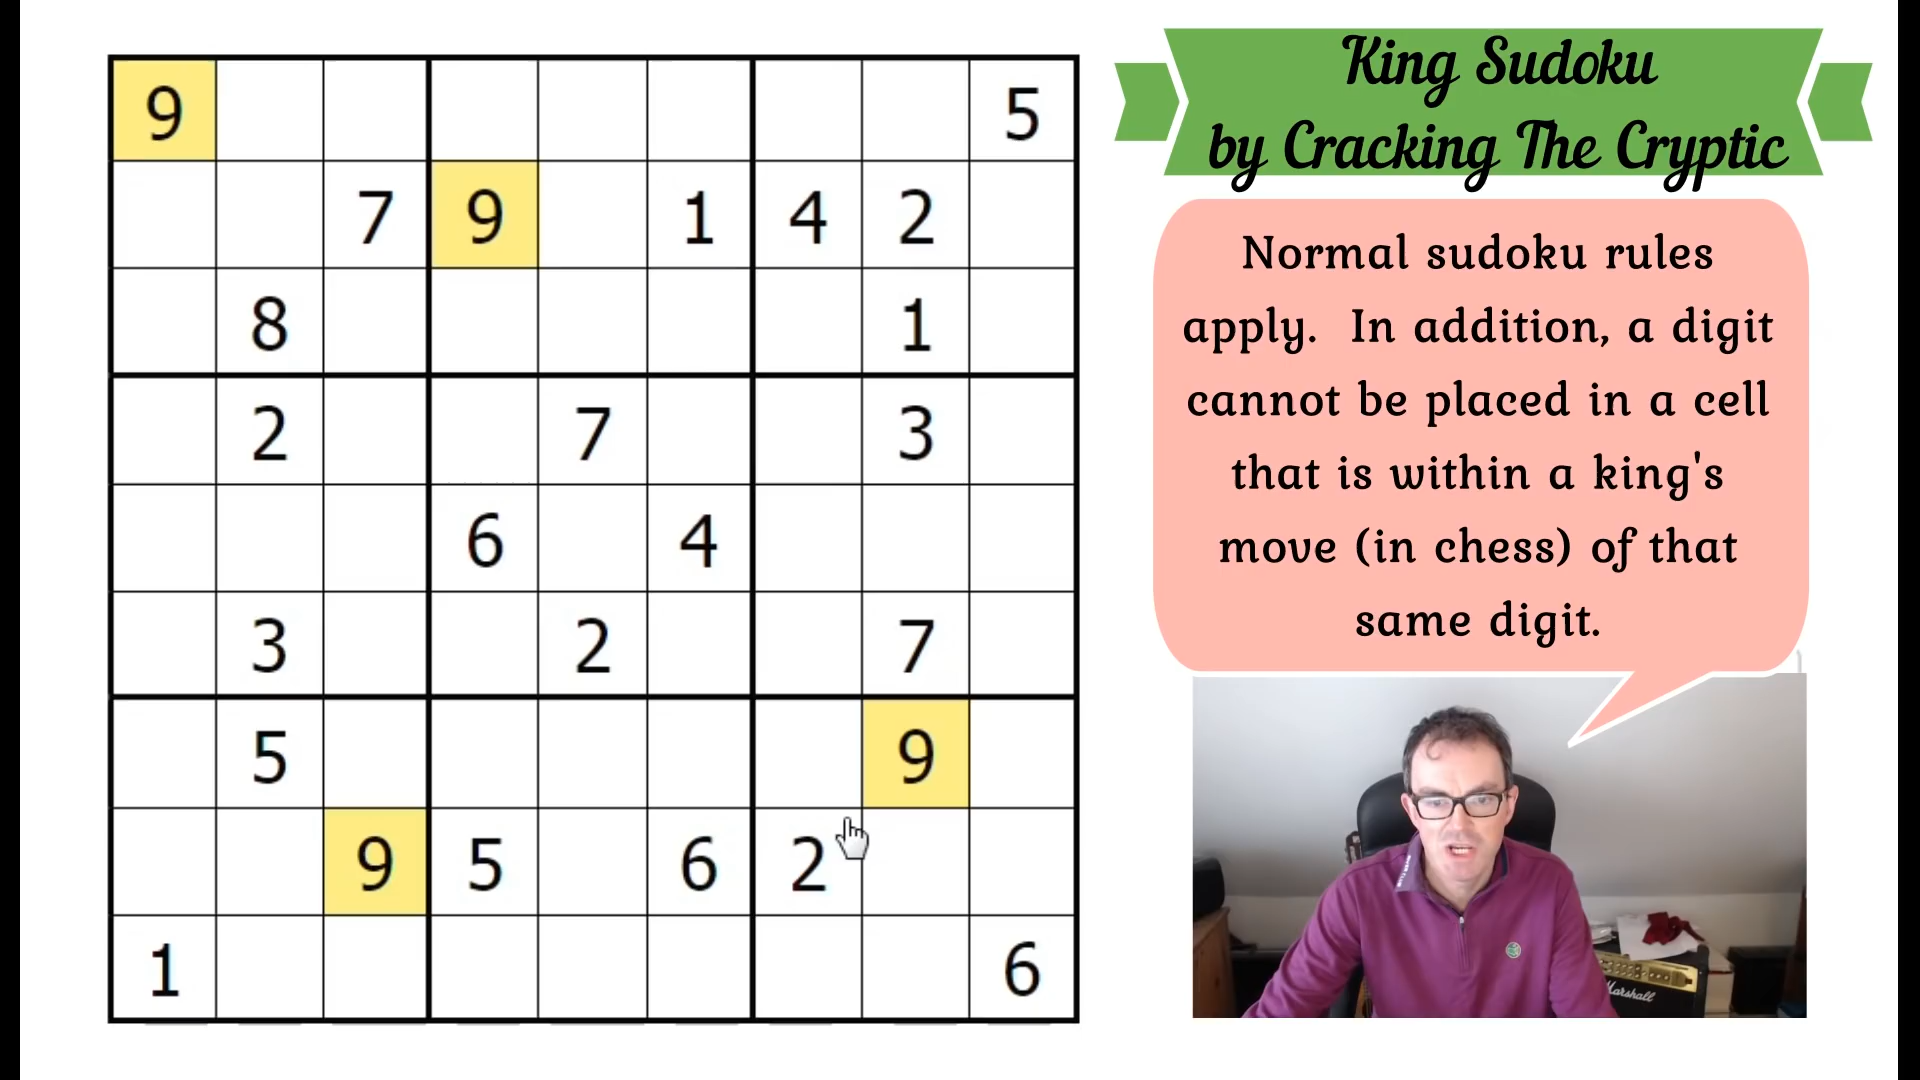 King Sudoku
by Cracking The Cryptic
Normal sudoku rules
apply. In addition, a digit
cannot be placed in a cell
that is within a king's
move (in chess) of that
same digit.
9 5
7 9 1 4 2
8 1
2 7 3
6 4
3 2 7
5 9
9 5 6 2
1 6
Marshall